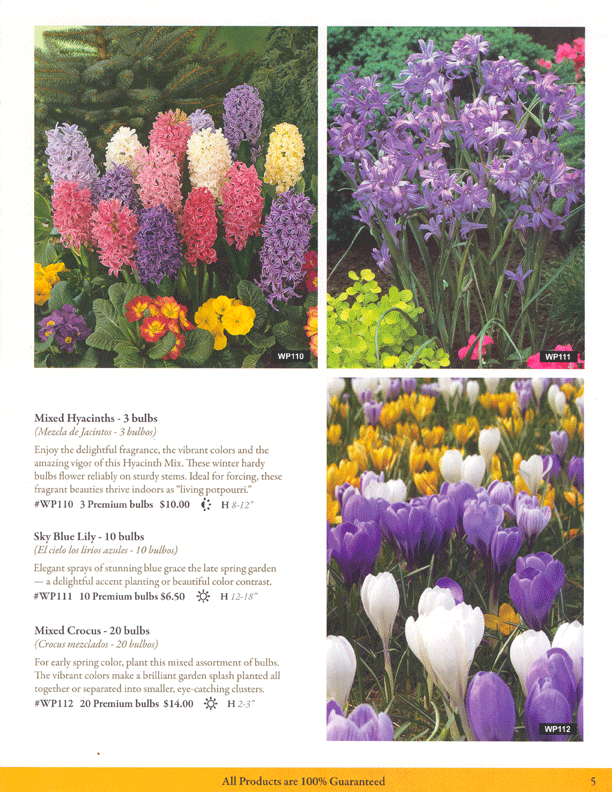 WP110
WP111
Mixed Hyacinths - 3 bulbs
(Mezcla de Jacintos - 3 bulbos)
Enjoy the delightful fragrance, the vibrant colors and the
amazing vigor of this Hyacinth Mix. These winter hardy
bulbs flower reliably on sturdy stems. Ideal for forcing, these
fragrant beauties thrive indoors as “living potpourri.”
#WP110 3 Premium bulbs $10.00 H 8-12"
Sky Blue Lily - 10 bulbs
(El cielo los lirios azules - 10 bulbos)
Elegant sprays of stunning blue grace the late spring garden
— a delightful accent planting or beautiful color contrast.
#WP111 10 Premium bulbs $6.50 H 12-18"
Mixed Crocus - 20 bulbs
(Crocus mezclados - 20 bulbos)
For early spring color, plant this mixed assortment of bulbs.
The vibrant colors make a brilliant garden splash planted all
together or separated into smaller, eye-catching clusters.
#WP112 20 Premium bulbs $14.00 H 2-3"
WP112
All Products are 100% Guaranteed 5